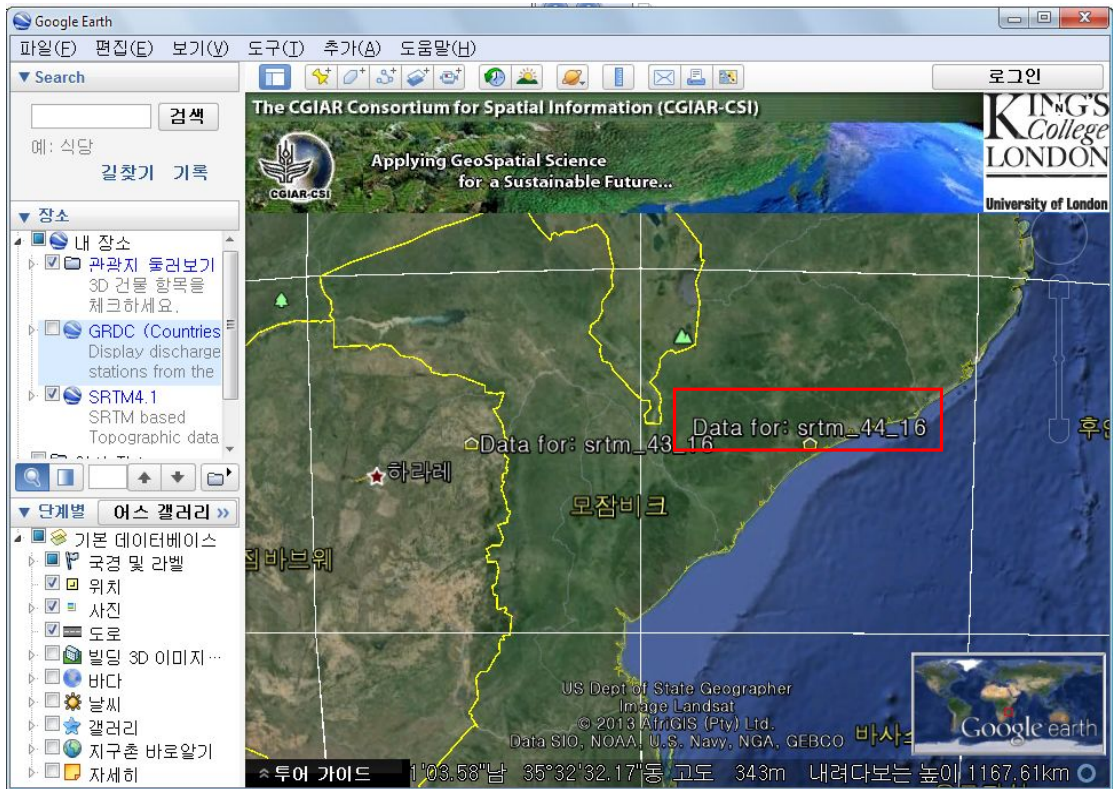 Google Earth
파일(F) 편집(E) 보기(V) 도구(T) 추가(A) 도움말(H)
▼ Search
로그인
검색
예: 식당
길찾기 기록
▼ 장소
내 장소
관광지 둘러보기
3D 건물 항목을
체크하세요.
GRDC (Countries
Display discharge
stations from the
SRTM4.1
SRTM based
Topographic data
▼ 단계별 어스 갤러리 »
기본 데이터베이스
국경 및 라벨
위치
사진
도로
빌딩 3D 이미지…
바다
날씨
갤러리
지구촌 바로알기
자세히
The CGIAR Consortium for Spatial Information (CGIAR-CSI)
Applying GeoSpatial Science
for a Sustainable Future...
CGIAR-CSI
KING'S
College
LONDON
University of London
Data for: srtm_44_16
Data for: srtm_43_16
하라레
모잠비크
짐바브웨
US Dept of State Geographer
Image Landsat
© 2013 AfriGIS (Pty) Ltd.
Data SIO, NOAA, U.S. Navy, NGA, GEBCO
Google earth
투어 가이드 1'03.58"남 35°32'32.17"동 고도 343m 내려다보는 높이 1167.61km